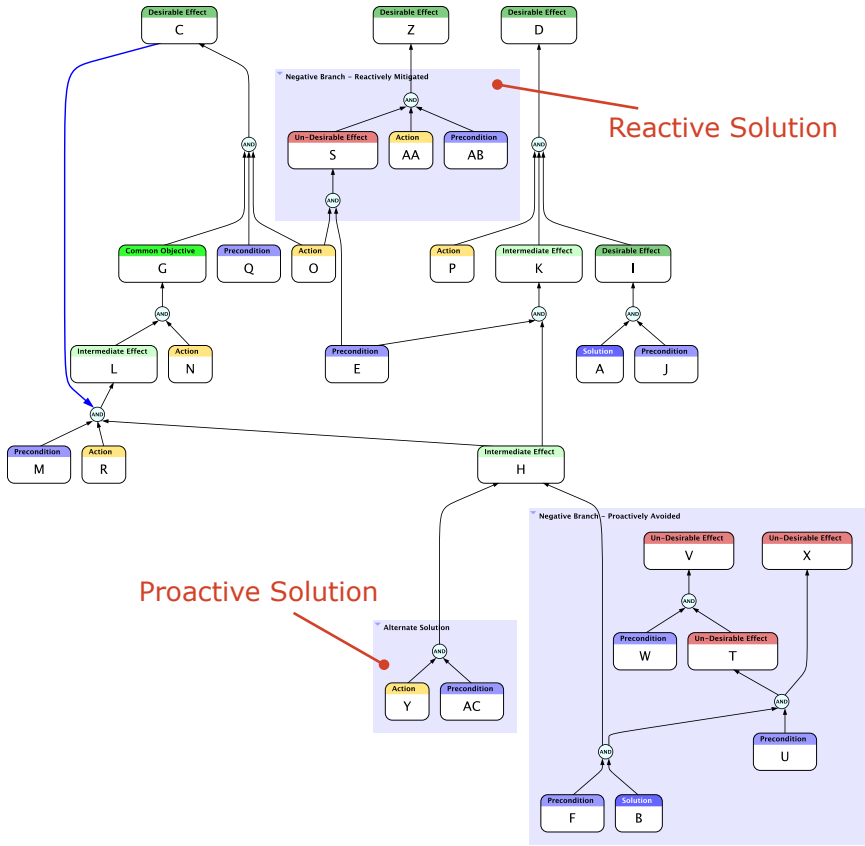 Desirable Effect
C
Desirable Effect
Z
Desirable Effect
D
Negative Branch - Reactively Mitigated
AND
Reactive Solution
Un-Desirable Effect
S
Action
AA
Precondition
AB
AND
AND
AND
Common Objective
G
Precondition
Q
Action
O
Action
P
Intermediate Effect
K
Desirable Effect
I
AND
AND
AND
Intermediate Effect
L
Action
N
Precondition
E
Solution
A
Precondition
J
AND
Precondition
M
Action
R
Intermediate Effect
H
Negative Branch - Proactively Avoided
Un-Desirable Effect
V
Un-Desirable Effect
X
Proactive Solution
AND
Alternate Solution
AND
Precondition
W
Un-Desirable Effect
T
Action
Y
Precondition
AC
AND
Precondition
U
AND
Precondition
F
Solution
B